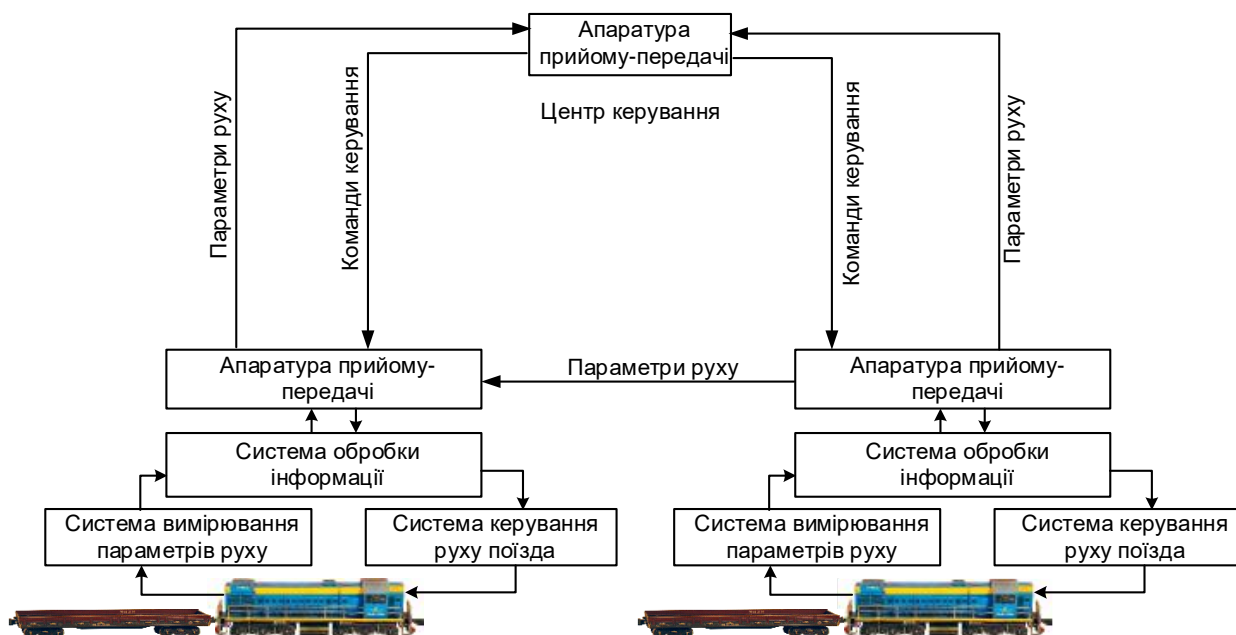 Апаратура
прийому-передачі
Центр керування
Параметри руху
Команди керування
Команди керування
Параметри руху
Апаратура прийому-
передачі
Параметри руху
Апаратура прийому-
передачі
Система обробки
інформації
Система обробки
інформації
Система вимірювання
параметрів руху
Система керування
руху поїзда
Система вимірювання
параметрів руху
Система керування
руху поїзда